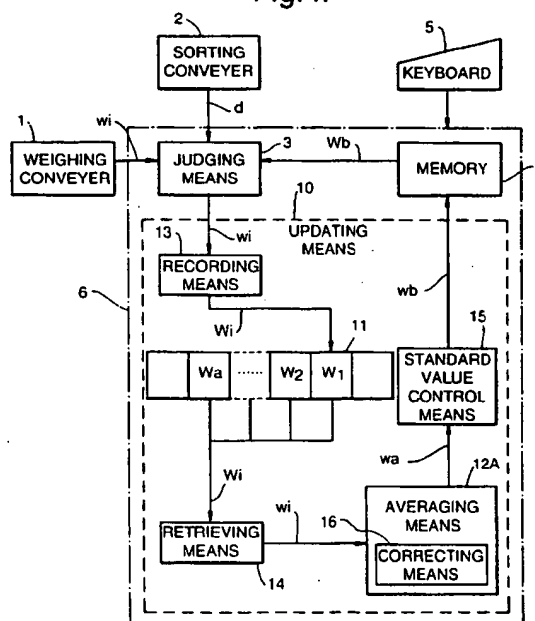 2
SORTING
CONVEYER
5
KEYBOARD
d
1
wi
WEIGHING
CONVEYER
3
JUDGING
MEANS
Wb
MEMORY
10
UPDATING
MEANS
wi
13
RECORDING
MEANS
6
Wi
11
Wa ...... W2 W1
wb
15
STANDARD
VALUE
CONTROL
MEANS
wa
12A
Wi
RETRIEVING
MEANS
14
wi
AVERAGING
MEANS
16
CORRECTING
MEANS